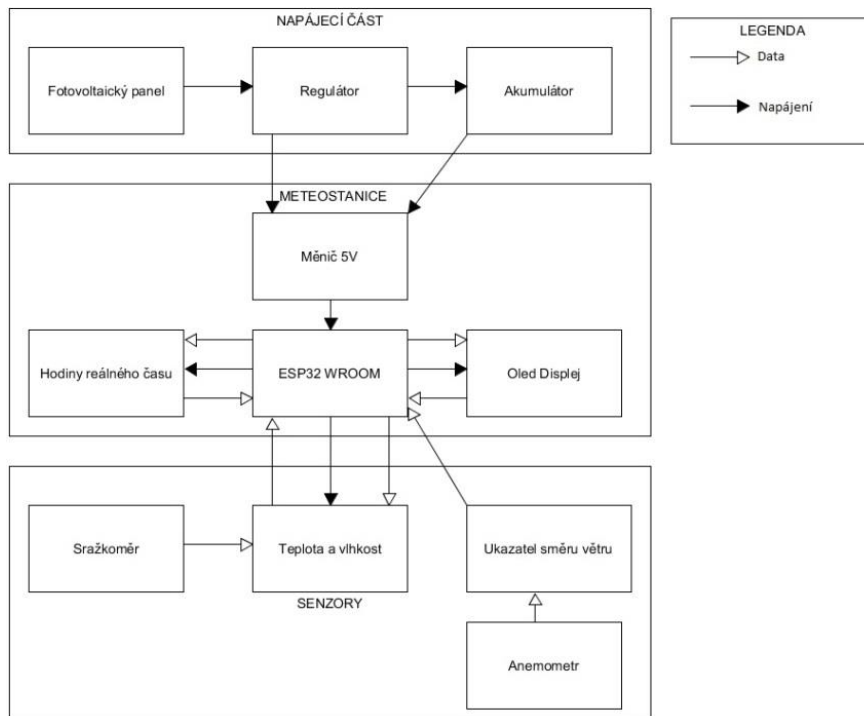 NAPÁJECÍ ČÁST
Fotovoltaický panel
Regulátor
Akumulátor
LEGENDA
Data
Napájení
METEOSTANICE
Měnič 5V
Hodiny reálného času
ESP32 WROOM
Oled Displej
Sražkoměr
Teplota a vlhkost
Ukazatel směru větru
SENZORY
Anemometr